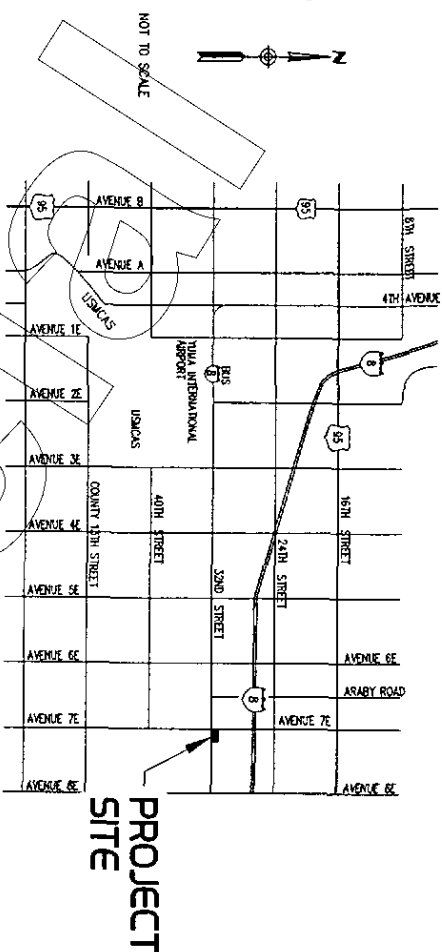 N
NOT TO SCALE
95
AVENUE B
95
8TH STREET
AVENUE A
4TH AVENUE
USMCAS
AVENUE 1E
YUMA INTERNATIONAL
AIRPORT
BUS
8
8
AVENUE 2E
USMCAS
95
AVENUE 3E
COUNTY 13TH STREET
40TH STREET
32ND STREET
24TH STREET
16TH STREET
AVENUE 4E
AVENUE 5E
AVENUE 6E
AVENUE 6E
ARABY ROAD
8
AVENUE 7E
AVENUE 7E
AVENUE 8E
AVENUE 8E
PROJECT
SITE